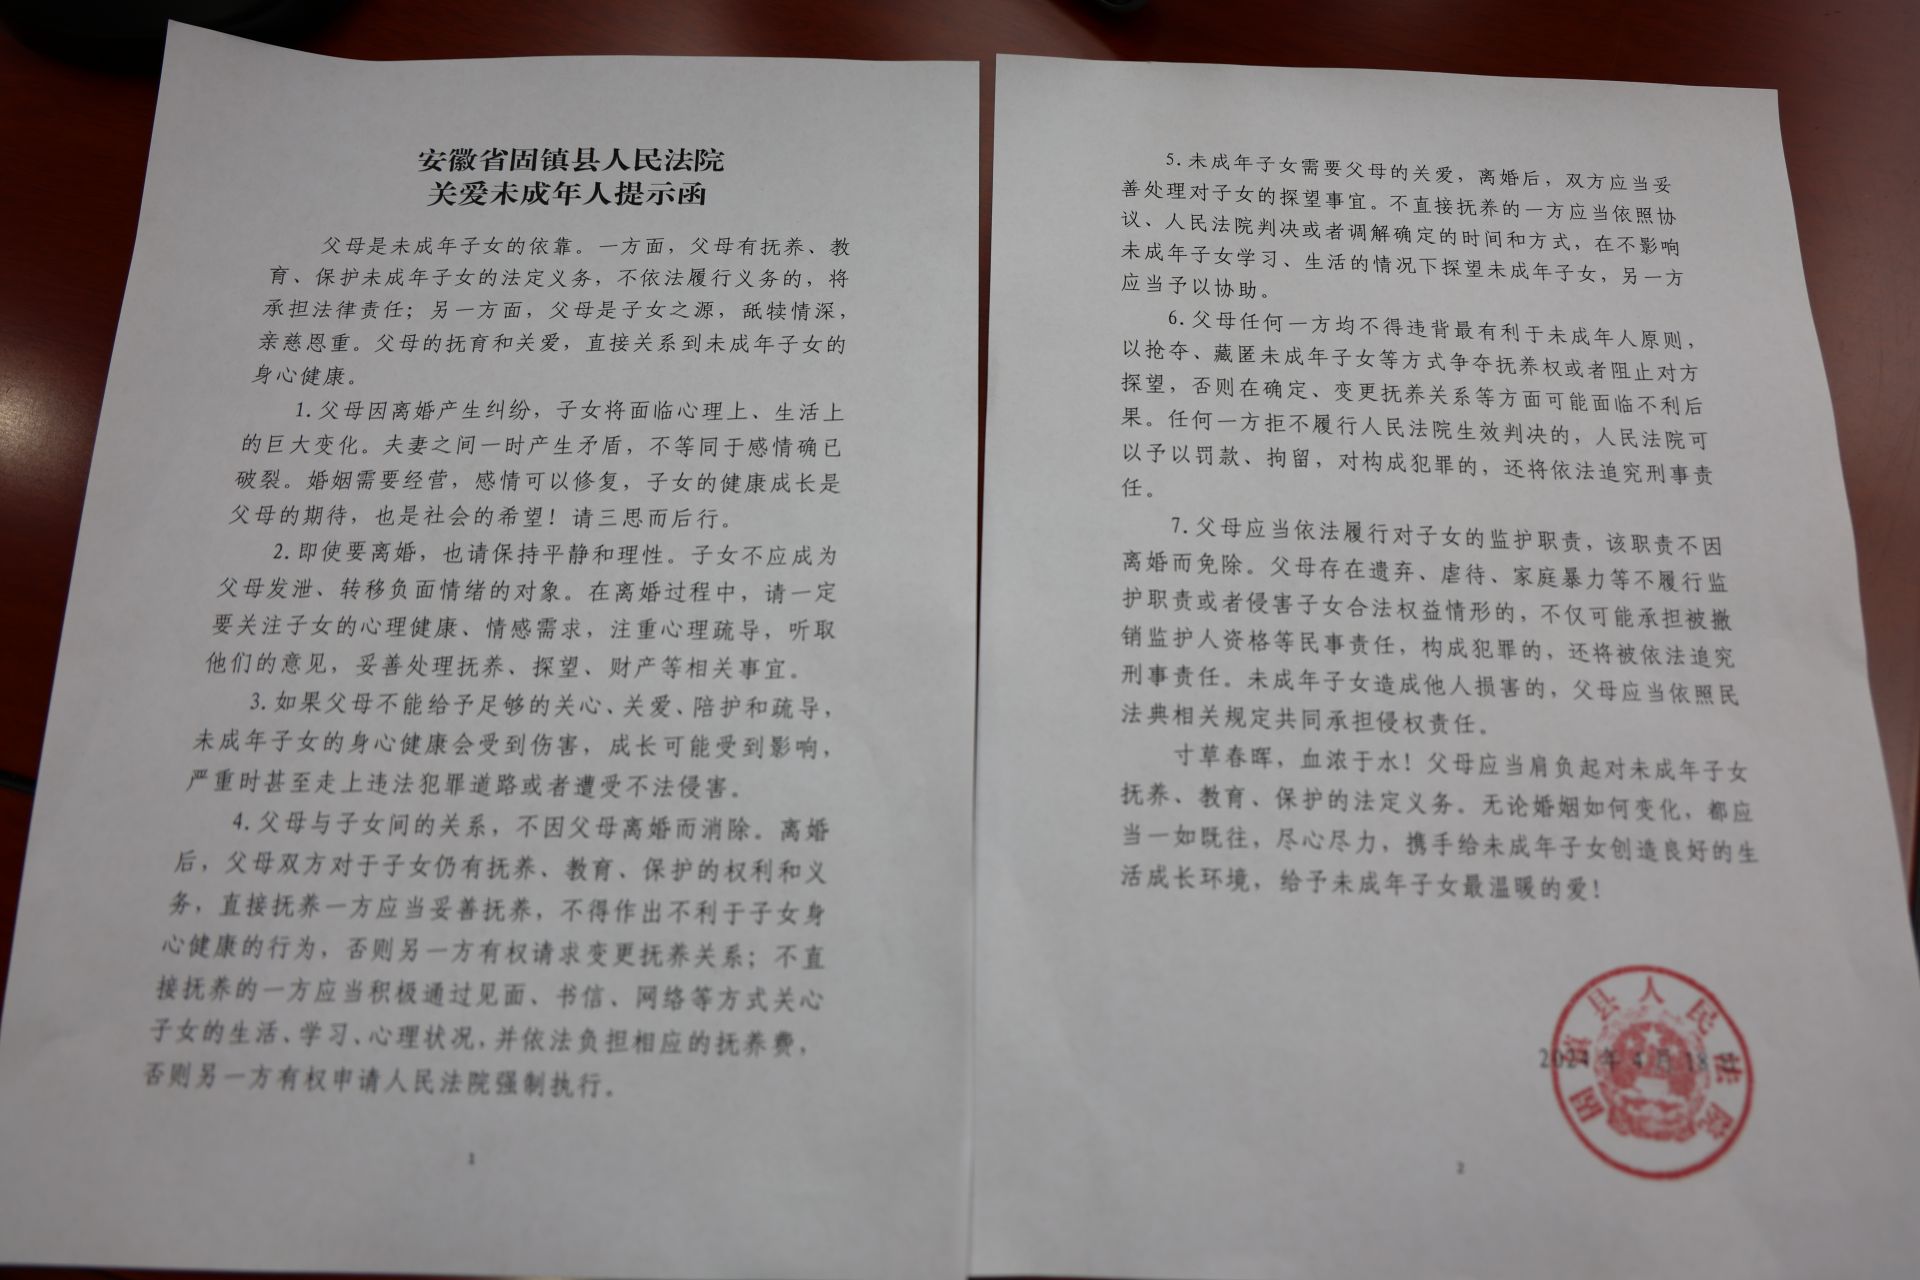 安徽省固镇县人民法院
关爱未成年人提示函
父母是未成年子女的依靠。一方面，父母有抚养、教
育、保护未成年子女的法定义务，不依法履行义务的，将
承担法律责任；另一方面，父母是子女之源，舐犊情深，
亲慈恩重。父母的抚育和关爱，直接关系到未成年子女的
身心健康。
1.父母因离婚产生纠纷，子女将面临心理上、生活上
的巨大变化。夫妻之间一时产生矛盾，不等同于感情确已
破裂。婚姻需要经营，感情可以修复，子女的健康成长是
父母的期待，也是社会的希望！请三思而后行。
2.即使要离婚，也请保持平静和理性。子女不应成为
父母发泄、转移负面情绪的对象。在离婚过程中，请一定
要关注子女的心理健康、情感需求，注重心理疏导，听取
他们的意见，妥善处理抚养、探望、财产等相关事宜。
3.如果父母不能给予足够的关心、关爱、陪护和疏导，
未成年子女的身心健康会受到伤害，成长可能受到影响，
严重时甚至走上违法犯罪道路或者遭受不法侵害。
4.父母与子女间的关系，不因父母离婚而消除。离婚
后，父母双方对于子女仍有抚养、教育、保护的权利和义
务，直接抚养一方应当妥善抚养，不得作出不利于子女身
心健康的行为，否则另一方有权请求变更抚养关系；不直
接抚养的一方应当积极通过见面、书信、网络等方式关心
子女的生活、学习、心理状况，并依法负担相应的抚养费，
否则另一方有权申请人民法院强制执行。
1
5.未成年子女需要父母的关爱，离婚后，双方应当妥
善处理对子女的探望事宜。不直接抚养的一方应当依照协
议、人民法院判决或者调解确定的时间和方式，在不影响
未成年子女学习、生活的情况下探望未成年子女，另一方
应当予以协助。
6.父母任何一方均不得违背最有利于未成年人原则，
以抢夺、藏匿未成年子女等方式争夺抚养权或者阻止对方
探望，否则在确定、变更抚养关系等方面可能面临不利后
果。任何一方拒不履行人民法院生效判决的，人民法院可
以予以罚款、拘留，对构成犯罪的，还将依法追究刑事责
任。
7.父母应当依法履行对子女的监护职责，该职责不因
离婚而免除。父母存在遗弃、虐待、家庭暴力等不履行监
护职责或者侵害子女合法权益情形的，不仅可能承担被撤
销监护人资格等民事责任，构成犯罪的，还将被依法追究
刑事责任。未成年子女造成他人损害的，父母应当依照民
法典相关规定共同承担侵权责任。
寸草春晖，血浓于水！父母应当肩负起对未成年子女
抚养、教育、保护的法定义务。无论婚姻如何变化，都应
当一如既往，尽心尽力，携手给未成年子女创造良好的生
活成长环境，给予未成年子女最温暖的爱！
固镇县人民法院
2024年4月18日
2